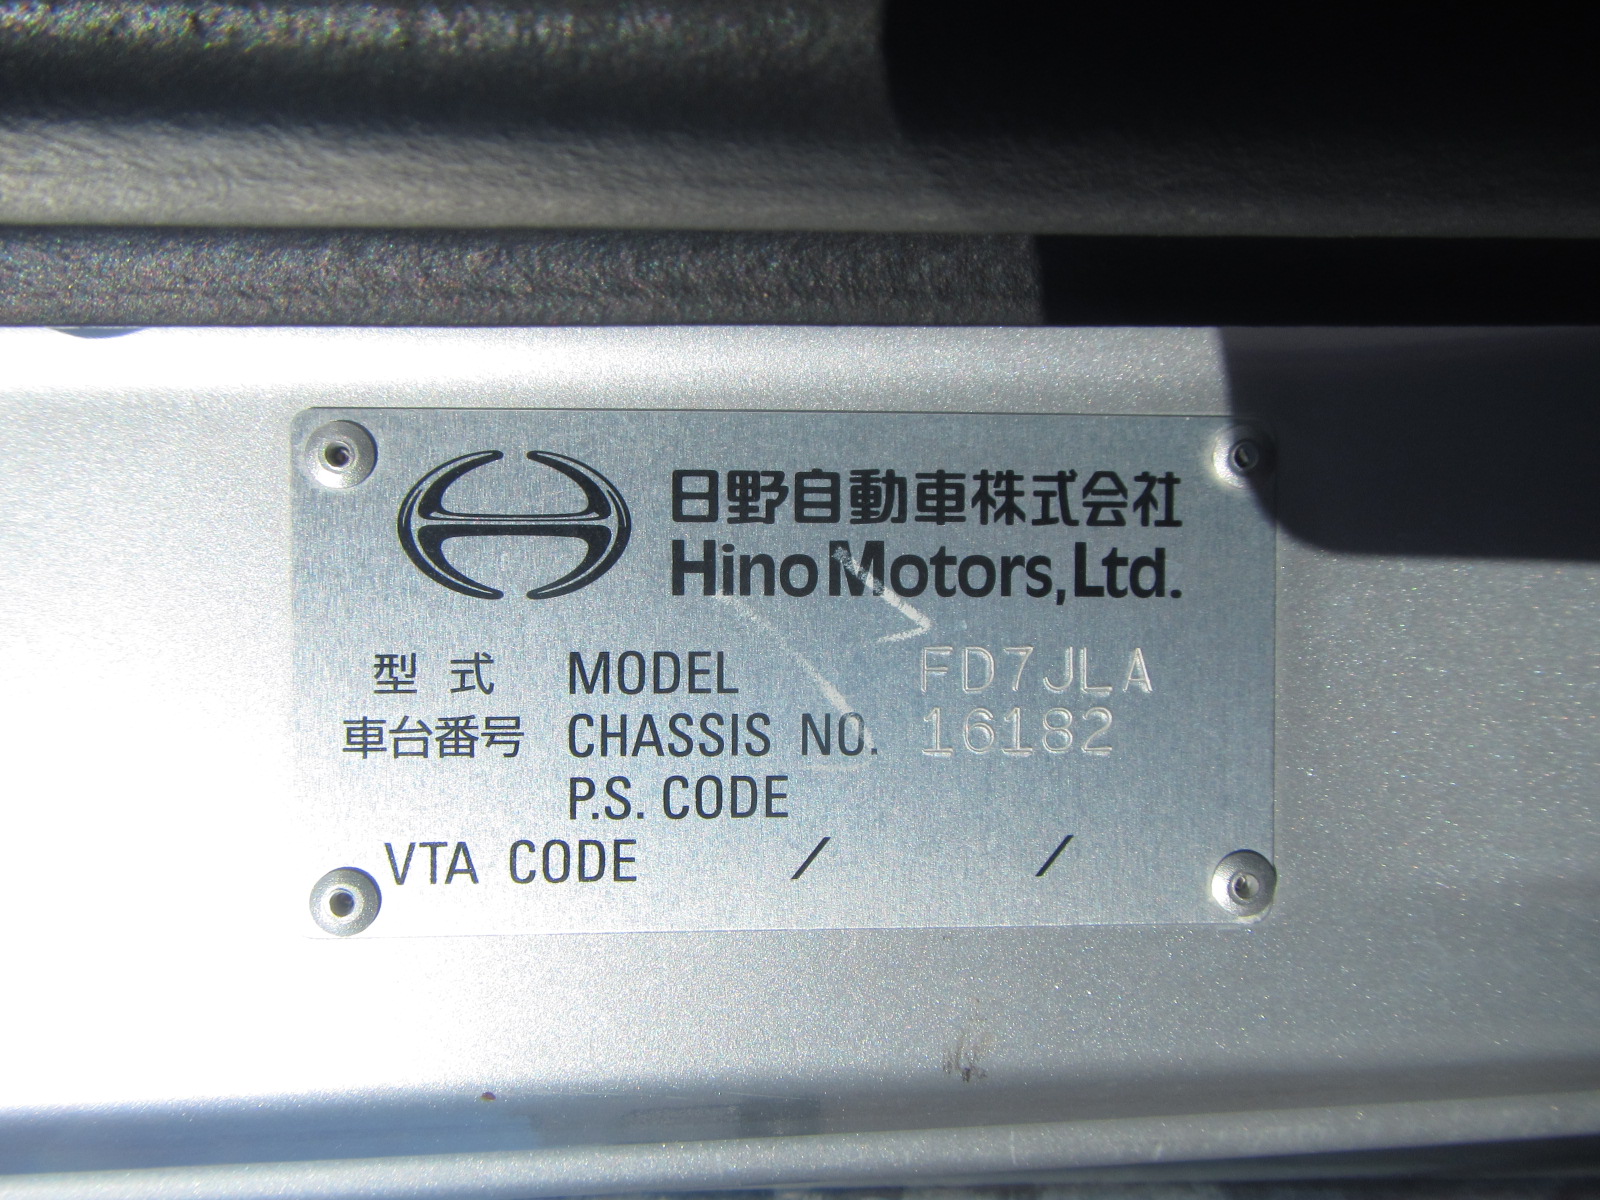 日野自動車株式会社
Hino Motors, Ltd.
型式 MODEL FD7JLA
車台番号 CHASSIS NO. 16182
P.S. CODE
VTA CODE / /